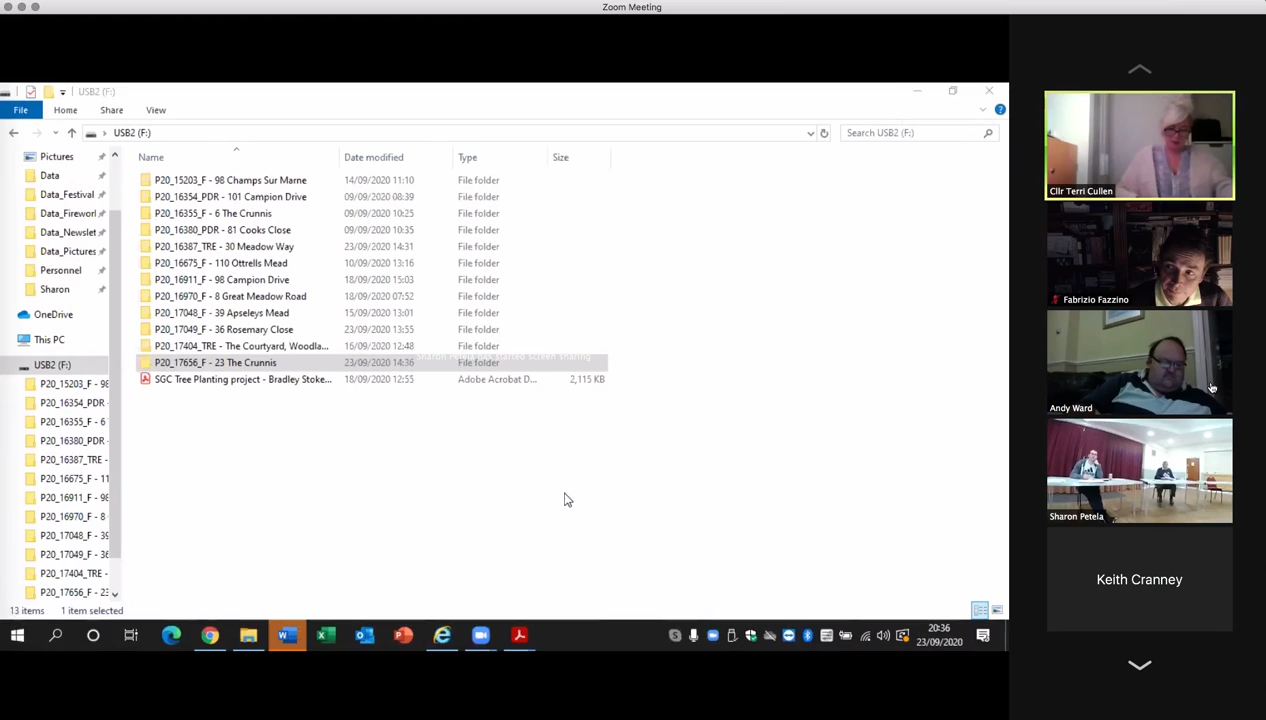 Zoom Meeting
USB2 (F:)
File Home Share View
USB2 (F:)
Search USB2 (F:)
Name Date modified Type Size
Pictures
Data
Data_Festival
Data_Firework
Data_Newslet
Data_Pictures
Personnel
Sharon
OneDrive
This PC
USB2 (F:)
P20_15203_F - 98
P20_16354_PDR
P20_16355_F - 6
P20_16380_PDR
P20_16387_TRE -
P20_16675_F - 11
P20_16911_F - 98
P20_16970_F - 8
P20_17048_F - 39
P20_17049_F - 36
P20_17404_TRE -
P20_17656_F - 23
P20_15203_F - 98 Champs Sur Marne 14/09/2020 11:10 File folder
P20_16354_PDR - 101 Campion Drive 09/09/2020 08:39 File folder
P20_16355_F - 6 The Crunnis 09/09/2020 10:25 File folder
P20_16380_PDR - 81 Cooks Close 09/09/2020 10:35 File folder
P20_16387_TRE - 30 Meadow Way 23/09/2020 14:31 File folder
P20_16675_F - 110 Ottrells Mead 10/09/2020 13:16 File folder
P20_16911_F - 98 Campion Drive 18/09/2020 15:03 File folder
P20_16970_F - 8 Great Meadow Road 18/09/2020 07:52 File folder
P20_17048_F - 39 Apseleys Mead 15/09/2020 13:01 File folder
P20_17049_F - 36 Rosemary Close 23/09/2020 13:55 File folder
P20_17404_TRE - The Courtyard, Woodla... 16/09/2020 12:48 File folder
Sharon Petela has started screen sharing
P20_17656_F - 23 The Crunnis 23/09/2020 14:36 File folder
SGC Tree Planting project - Bradley Stoke... 18/09/2020 12:55 Adobe Acrobat D... 2,115 KB
13 items 1 item selected
20:36
23/09/2020
Cllr Terri Cullen
Fabrizio Fazzino
Andy Ward
Sharon Petela
Keith Cranney